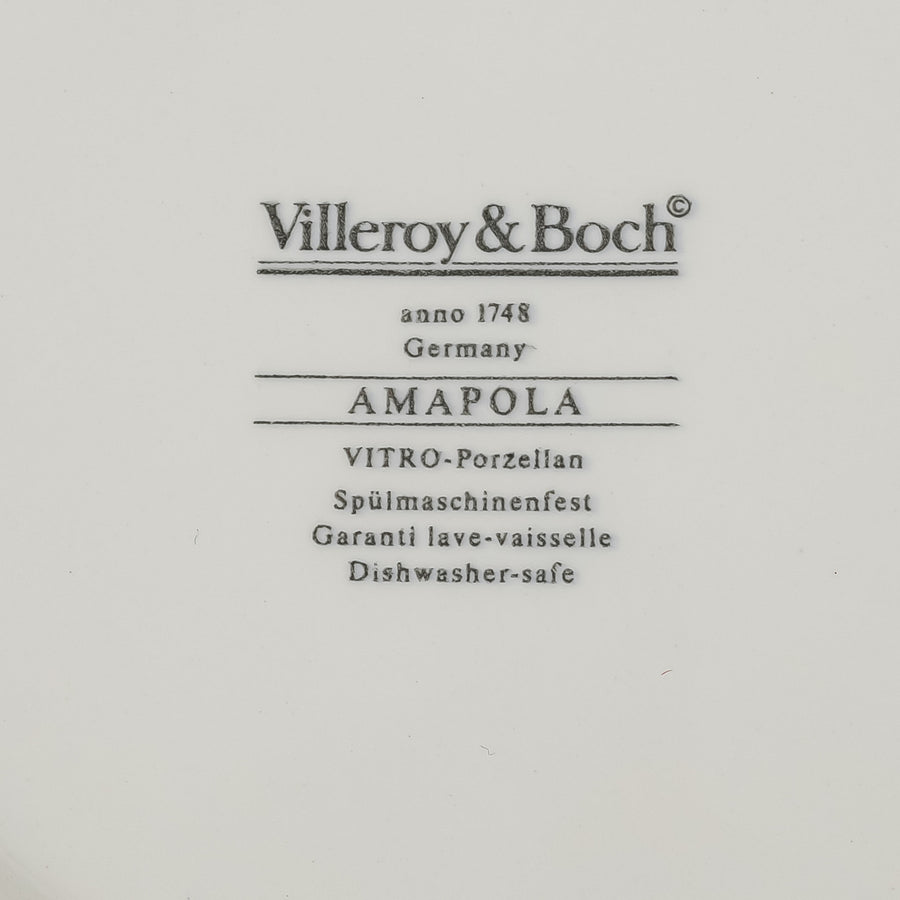 Villeroy & Boch©
anno 1748
Germany
AMAPOLA
VITRO-Porzellan
Spülmaschinenfest
Garanti lave-vaisselle
Dishwasher-safe